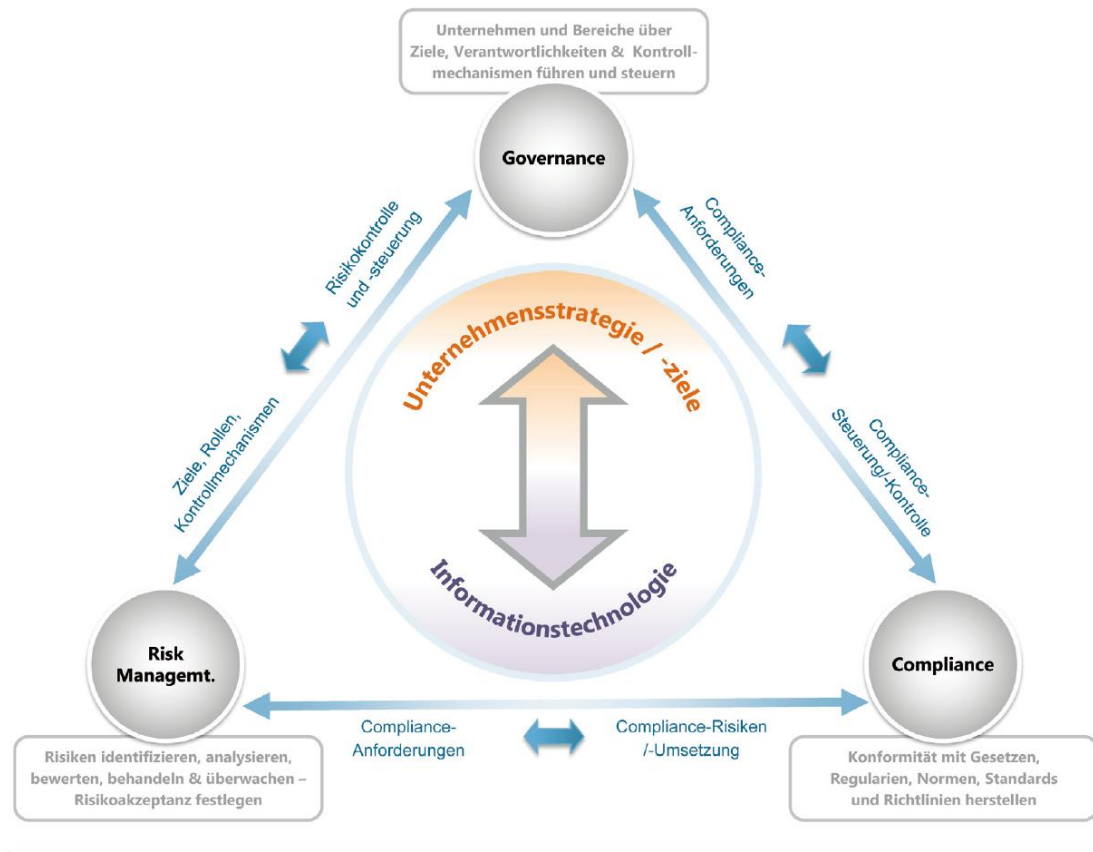 Unternehmen und Bereiche über
Ziele, Verantwortlichkeiten & Kontroll-
mechanismen führen und steuern
Governance
Risikokontrolle
und -steuerung
Compliance-
Anforderungen
Unternehmensstrategie / -ziele
Ziele, Rollen,
Kontrollmechanismen
Compliance-
Steuerung/-Kontrolle
Informationstechnologie
Risk
Managemt.
Compliance
Compliance-
Anforderungen
Compliance-Risiken
/-Umsetzung
Risiken identifizieren, analysieren,
bewerten, behandeln & überwachen –
Risikoakzeptanz festlegen
Konformität mit Gesetzen,
Regularien, Normen, Standards
und Richtlinien herstellen